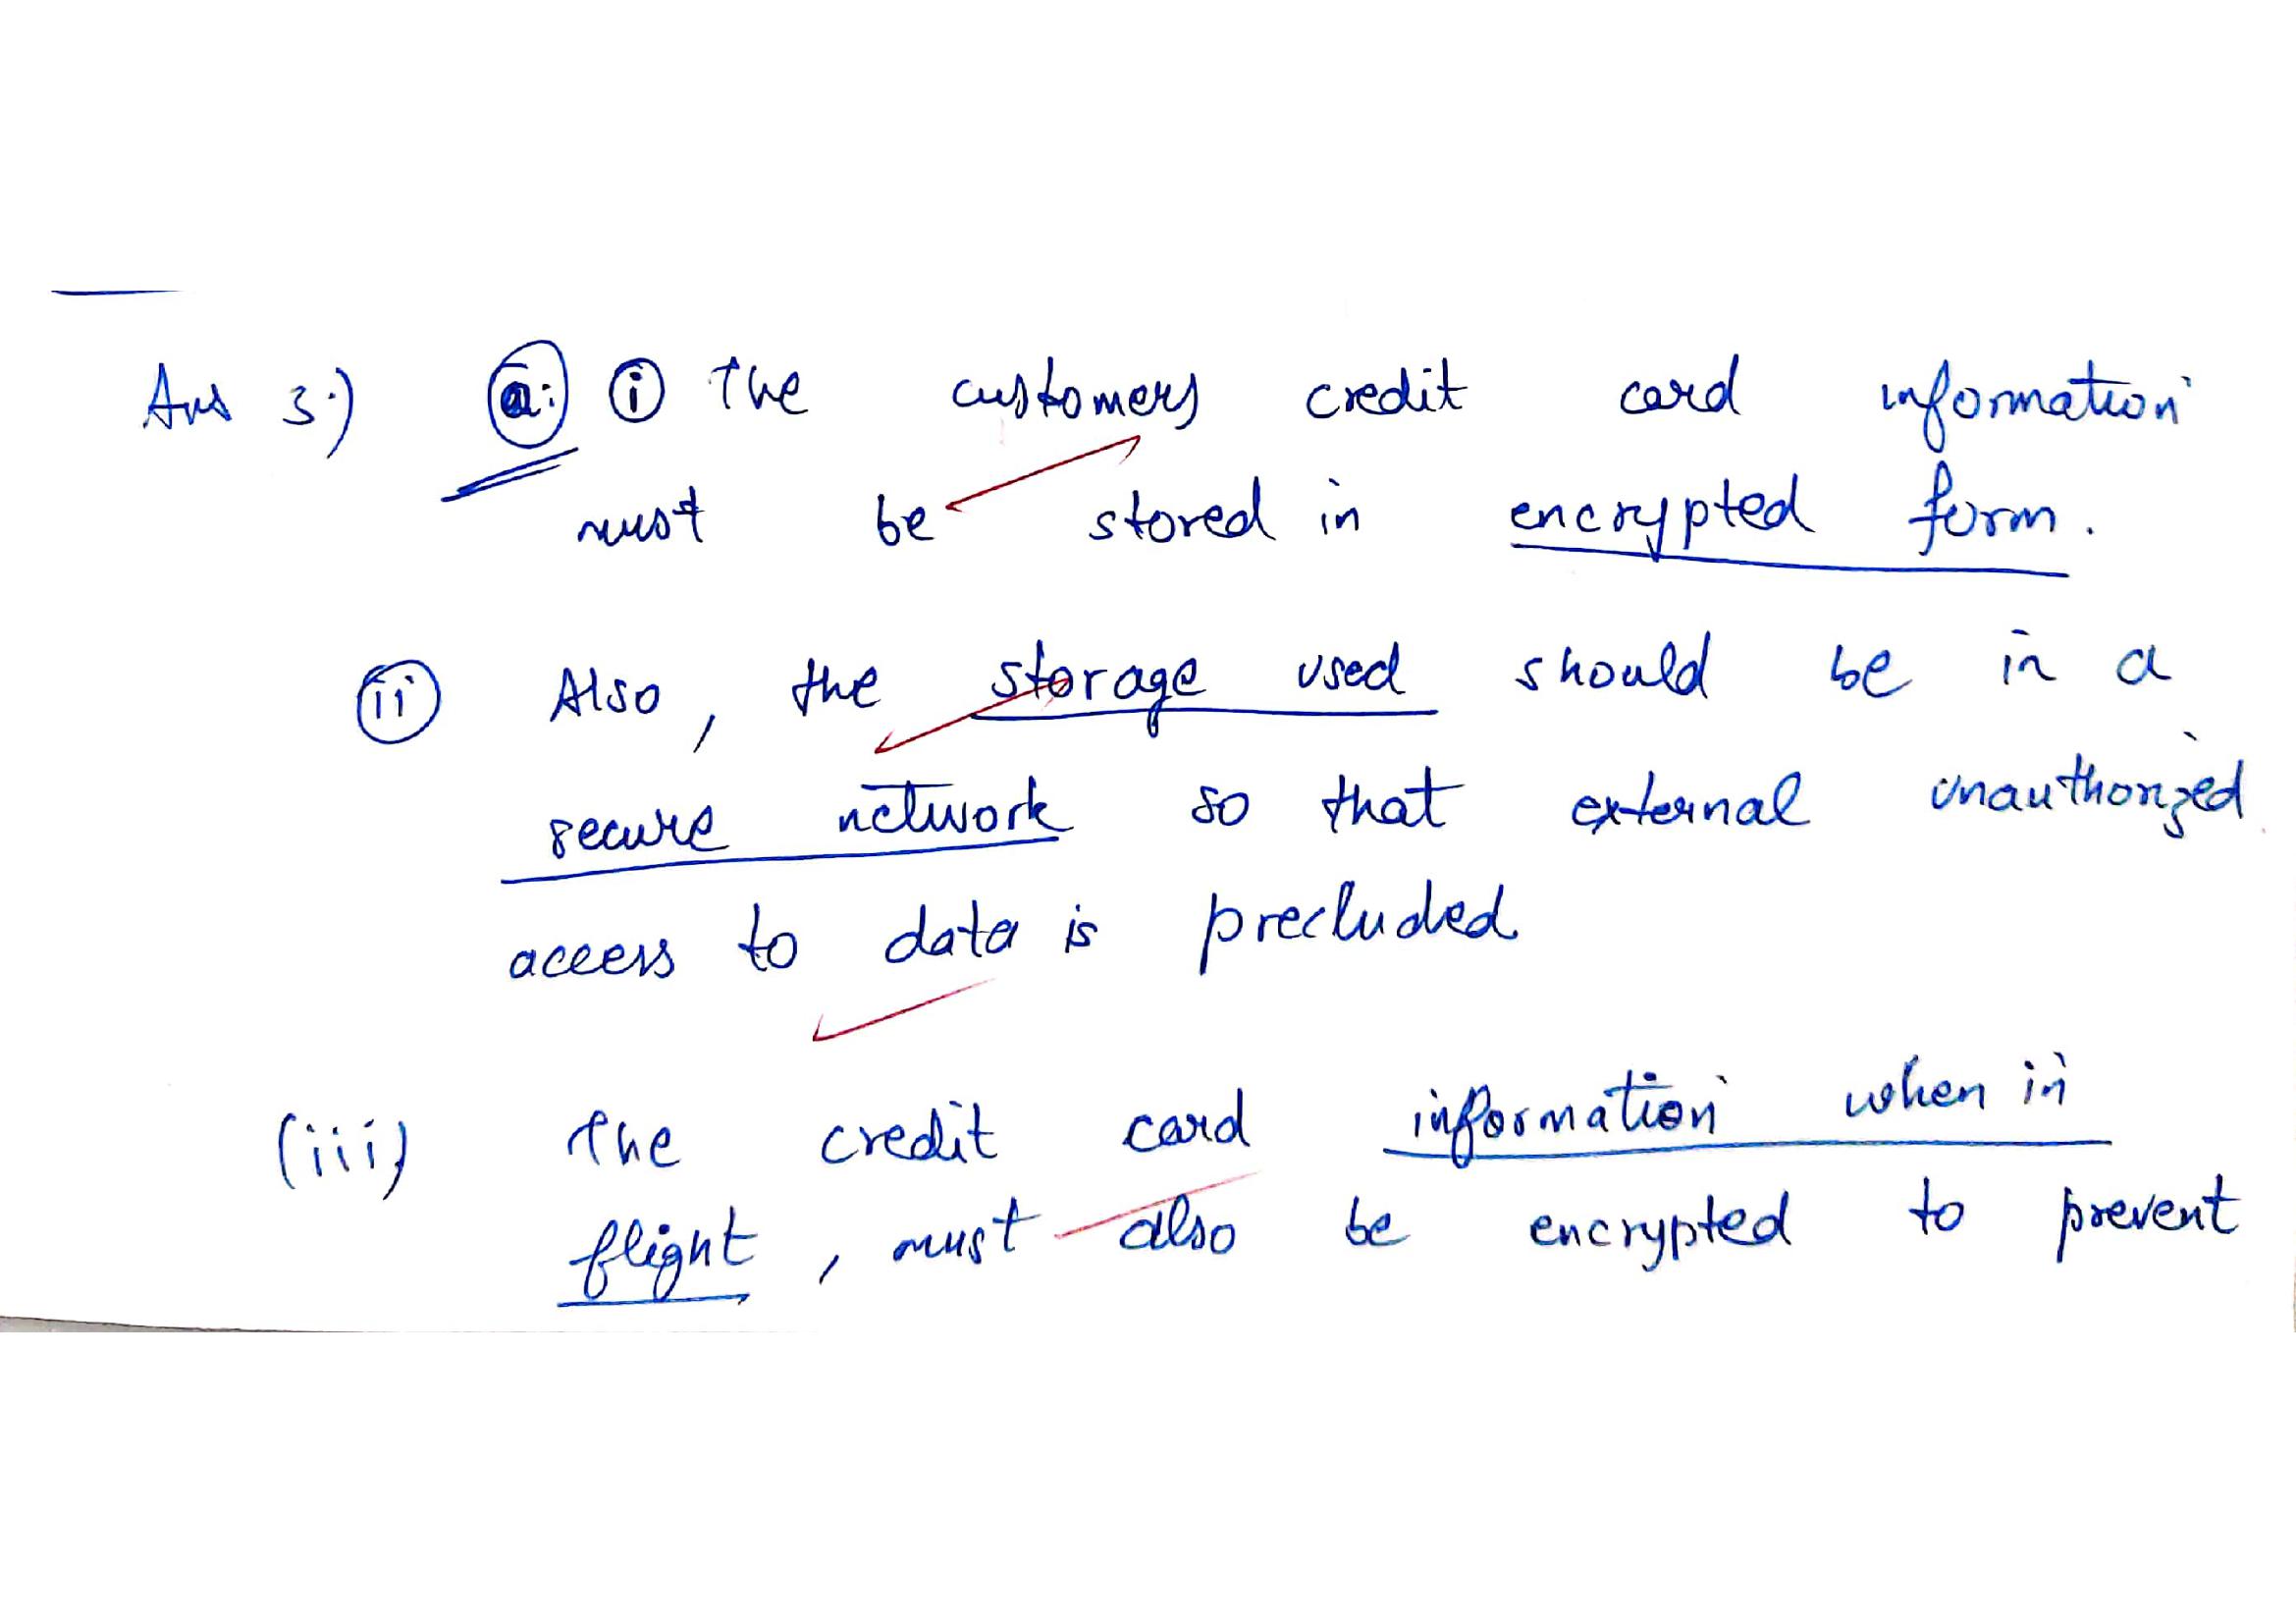 Ans 3:) (a:) (i) The customers credit card information
must be stored in encrypted form.
(ii) Also, the storage used should be in a
secure network so that external unauthorized
access to data is precluded
(iii) The credit card information when in
flight, must also be encrypted to prevent